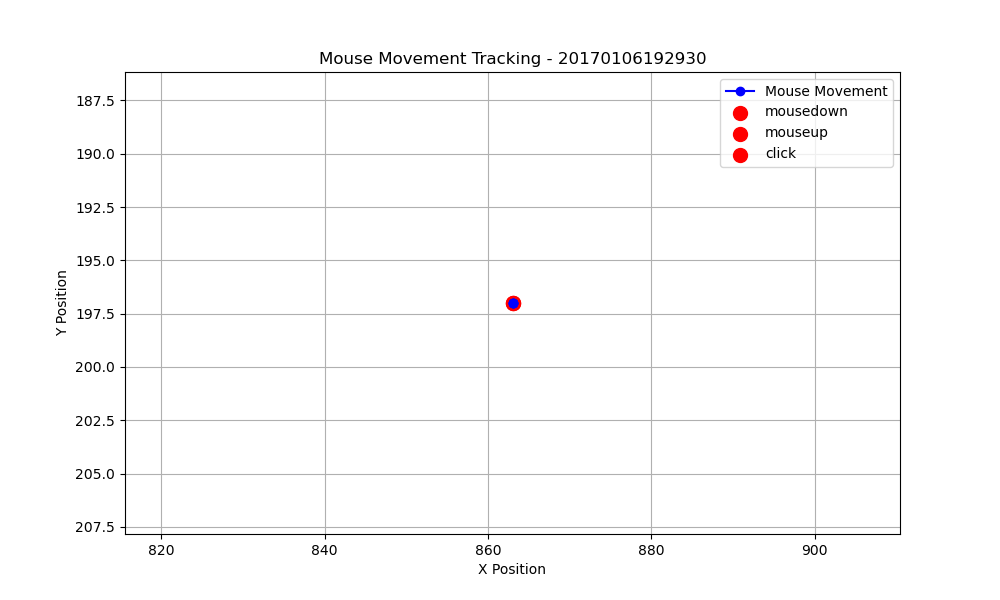 Mouse Movement Tracking - 20170106192930
Mouse Movement
mousedown
mouseup
click
187.5
190.0
192.5
195.0
197.5
200.0
202.5
205.0
207.5
Y Position
820
840
860
880
900
X Position